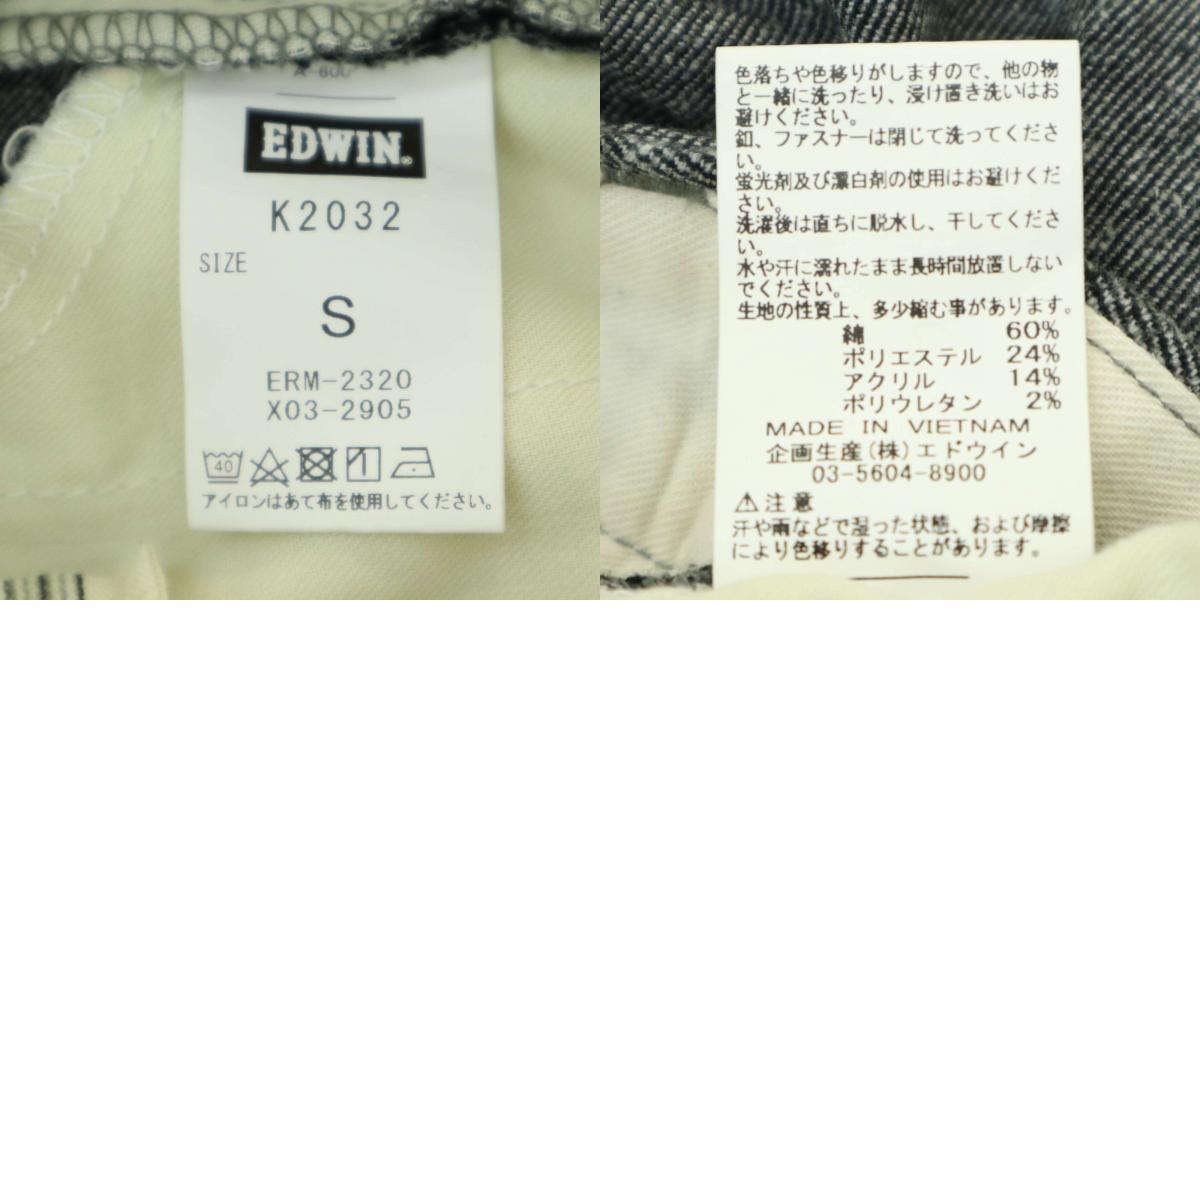 A-600
EDWIN®
K2032
SIZE
S
ERM-2320
X03-2905
40
アイロンはあて布を使用してください。
色落ちや色移りがしますので、他の物
と一緒に洗ったり、浸け置き洗いはお
避けください。
釦、ファスナーは閉じて洗ってくださ
い。
蛍光剤及び漂白剤の使用はお避けくだ
さい。
洗濯後は直ちに脱水し、干してくださ
い。
水や汗に濡れたまま長時間放置しない
でください。
生地の性質上、多少縮む事があります。
綿 60%
ポリエステル 24%
アクリル 14%
ポリウレタン 2%
MADE IN VIETNAM
企画生産(株)エドウイン
03-5604-8900
⚠注意
汗や雨などで湿った状態、および摩擦
により色移りすることがあります。